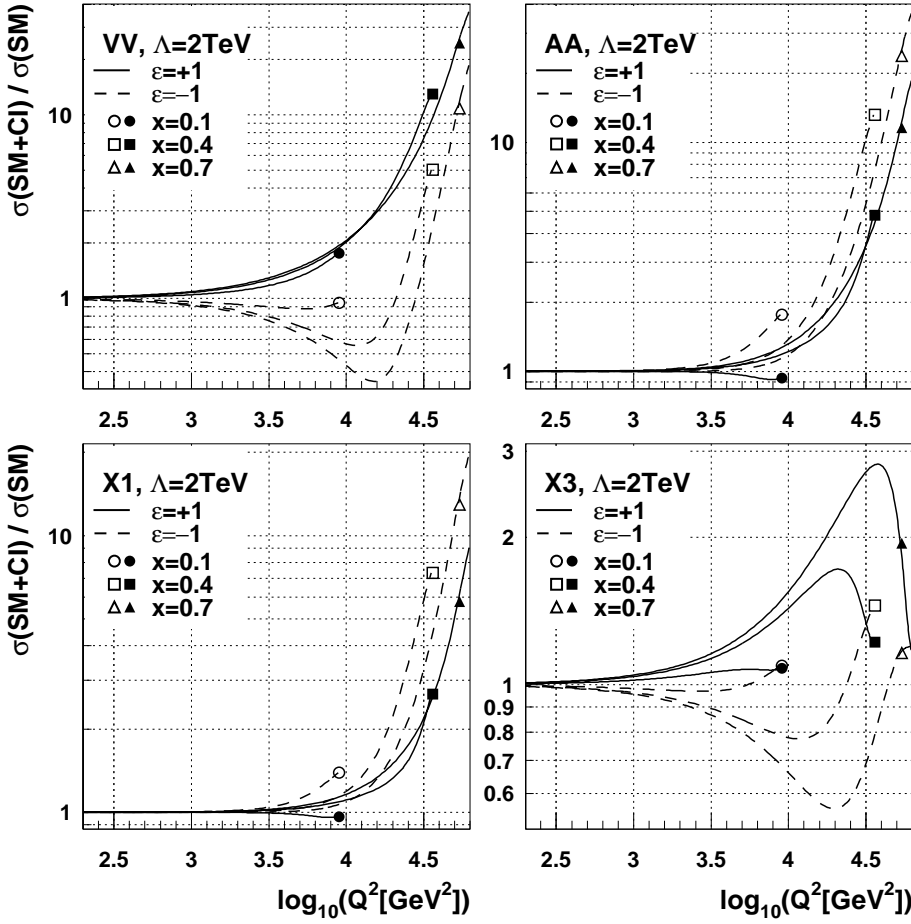 σ(SM+CI) / σ(SM)
VV, Λ=2TeV
ε=+1
ε=−1
x=0.1
x=0.4
x=0.7
10
1
2.5 3 3.5 4 4.5
AA, Λ=2TeV
ε=+1
ε=−1
x=0.1
x=0.4
x=0.7
10
1
2.5 3 3.5 4 4.5
σ(SM+CI) / σ(SM)
X1, Λ=2TeV
ε=+1
ε=−1
x=0.1
x=0.4
x=0.7
10
1
2.5 3 3.5 4 4.5
log10(Q2[GeV2])
X3, Λ=2TeV
ε=+1
ε=−1
x=0.1
x=0.4
x=0.7
3
2
1
0.9
0.8
0.7
0.6
2.5 3 3.5 4 4.5
log10(Q2[GeV2])